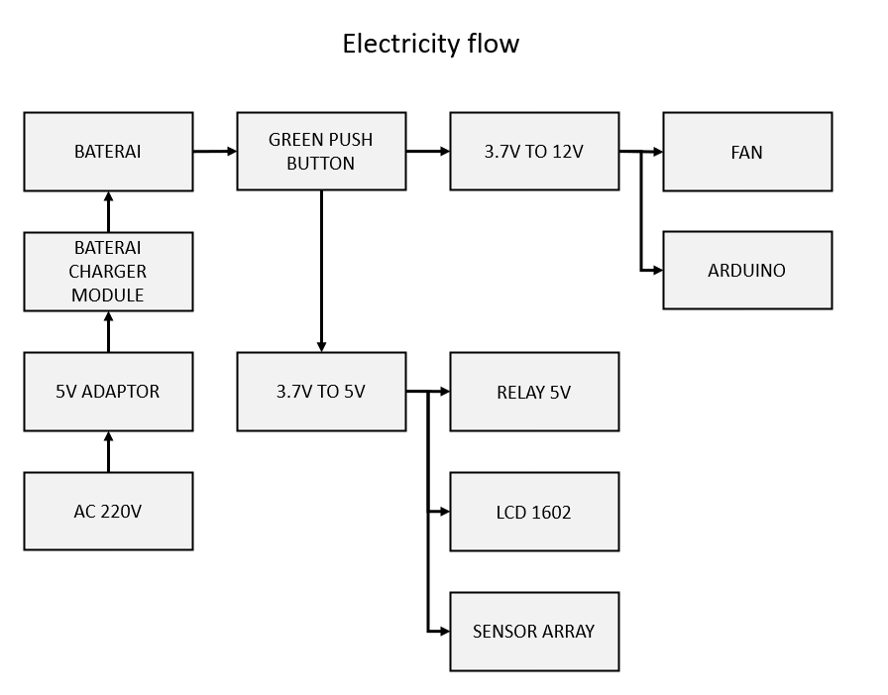 Electricity flow
BATERAI
GREEN PUSH
BUTTON
3.7V TO 12V
FAN
BATERAI
CHARGER
MODULE
ARDUINO
5V ADAPTOR
3.7V TO 5V
RELAY 5V
AC 220V
LCD 1602
SENSOR ARRAY